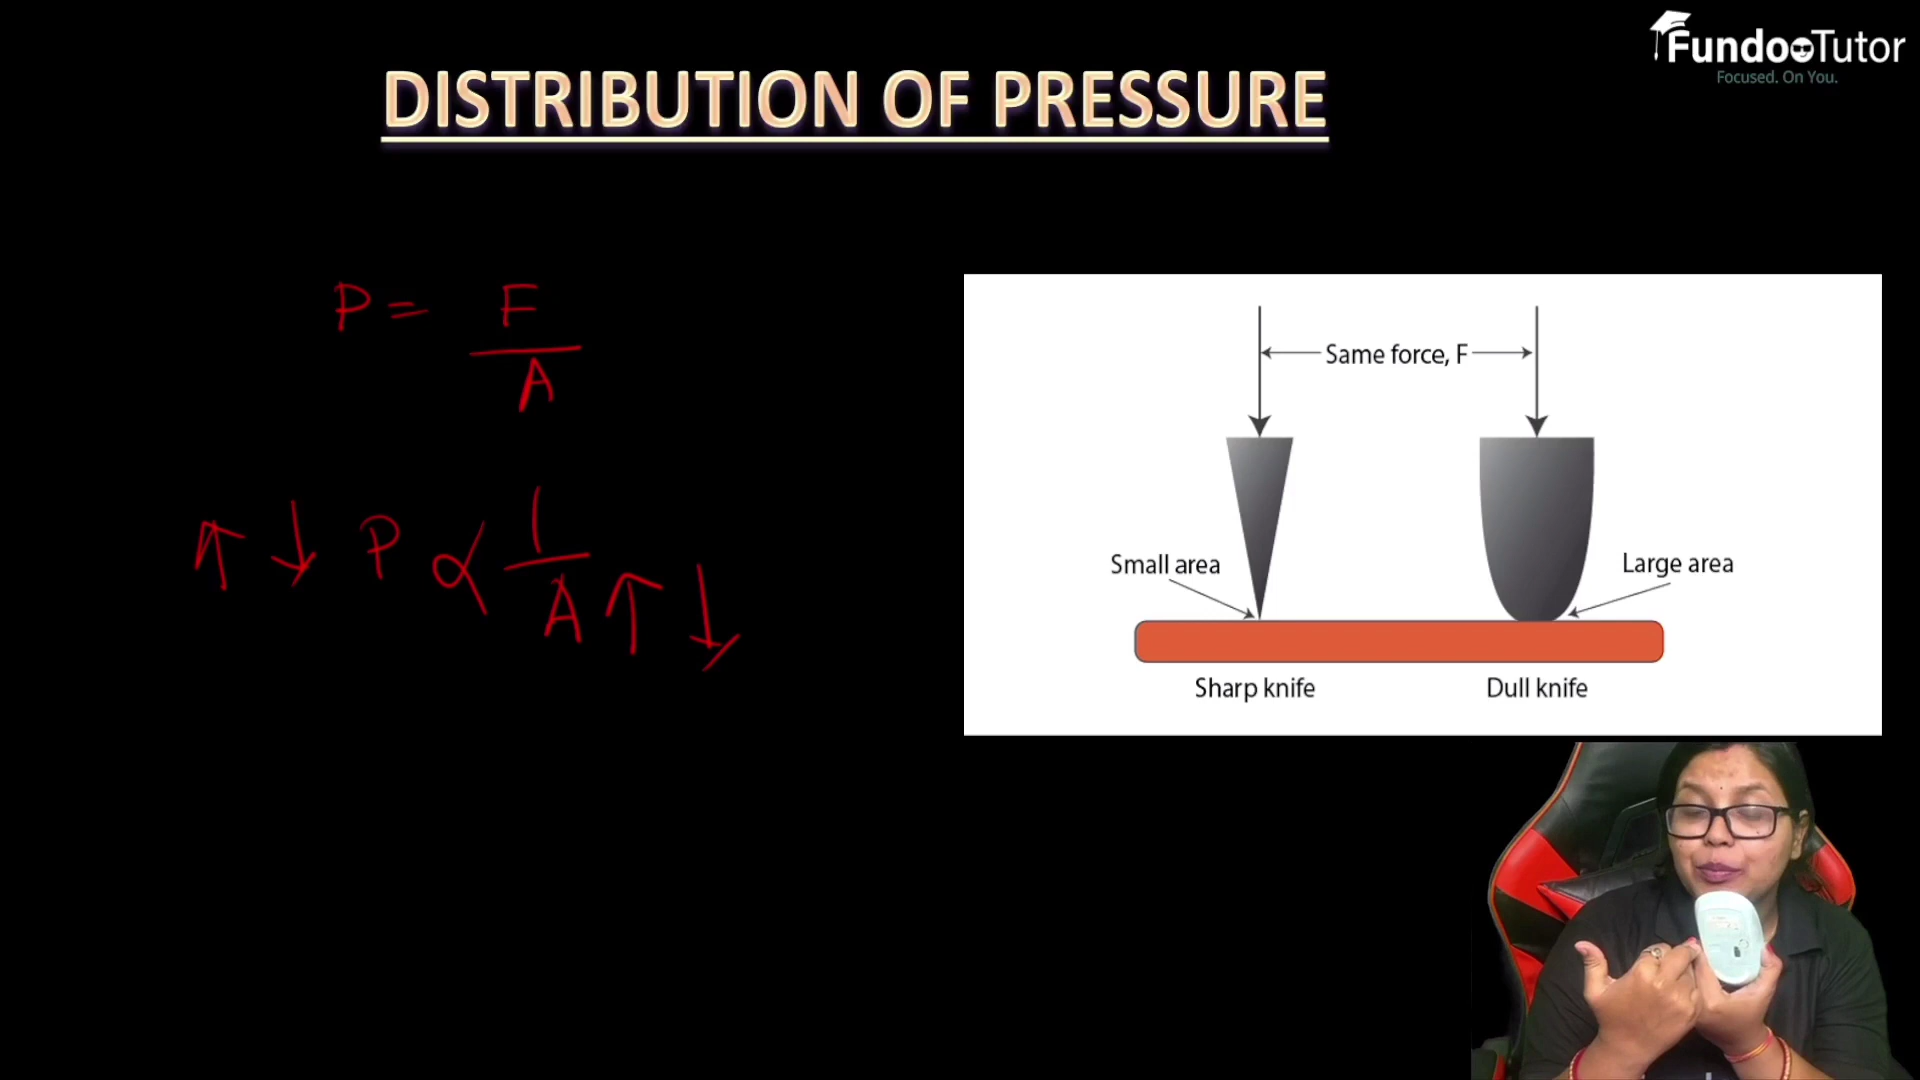 FundooTutor
Focused. On You.
DISTRIBUTION OF PRESSURE
P = F
A
↑ ↓ P ∝ 1
A ↑ ↓
Same force, F
Small area
Large area
Sharp knife
Dull knife